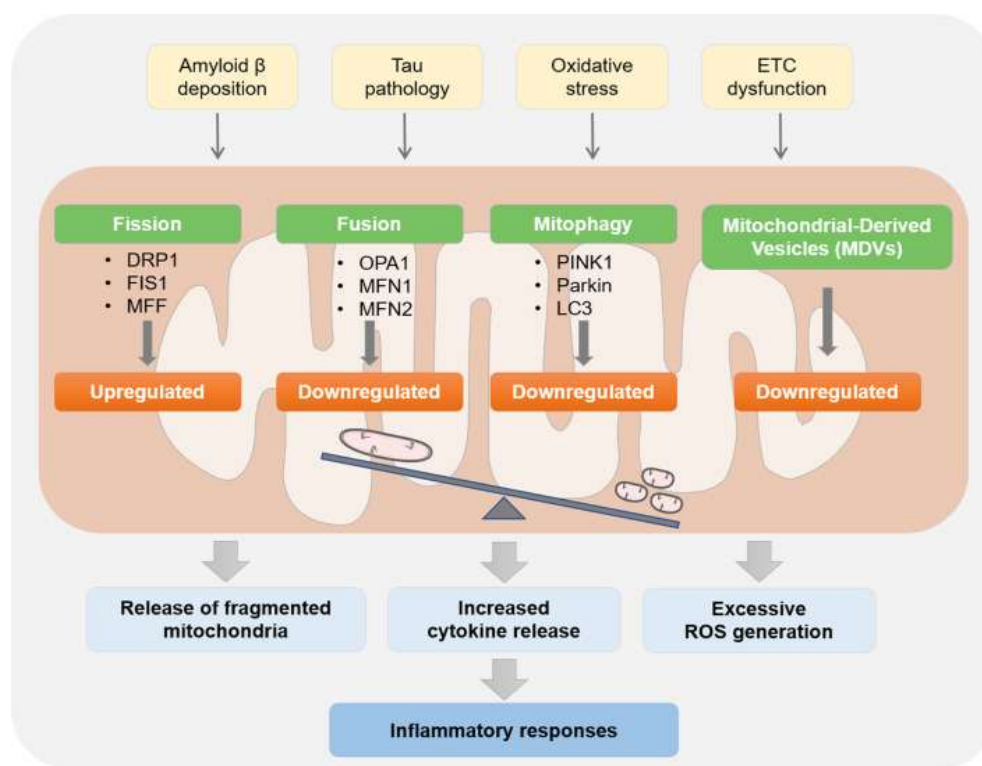 Amyloid β
deposition
Tau
pathology
Oxidative
stress
ETC
dysfunction
Fission
• DRP1
• FIS1
• MFF
Upregulated
Fusion
• OPA1
• MFN1
• MFN2
Downregulated
Mitophagy
• PINK1
• Parkin
• LC3
Downregulated
Mitochondrial-Derived
Vesicles (MDVs)
Downregulated
Release of fragmented
mitochondria
Increased
cytokine release
Excessive
ROS generation
Inflammatory responses